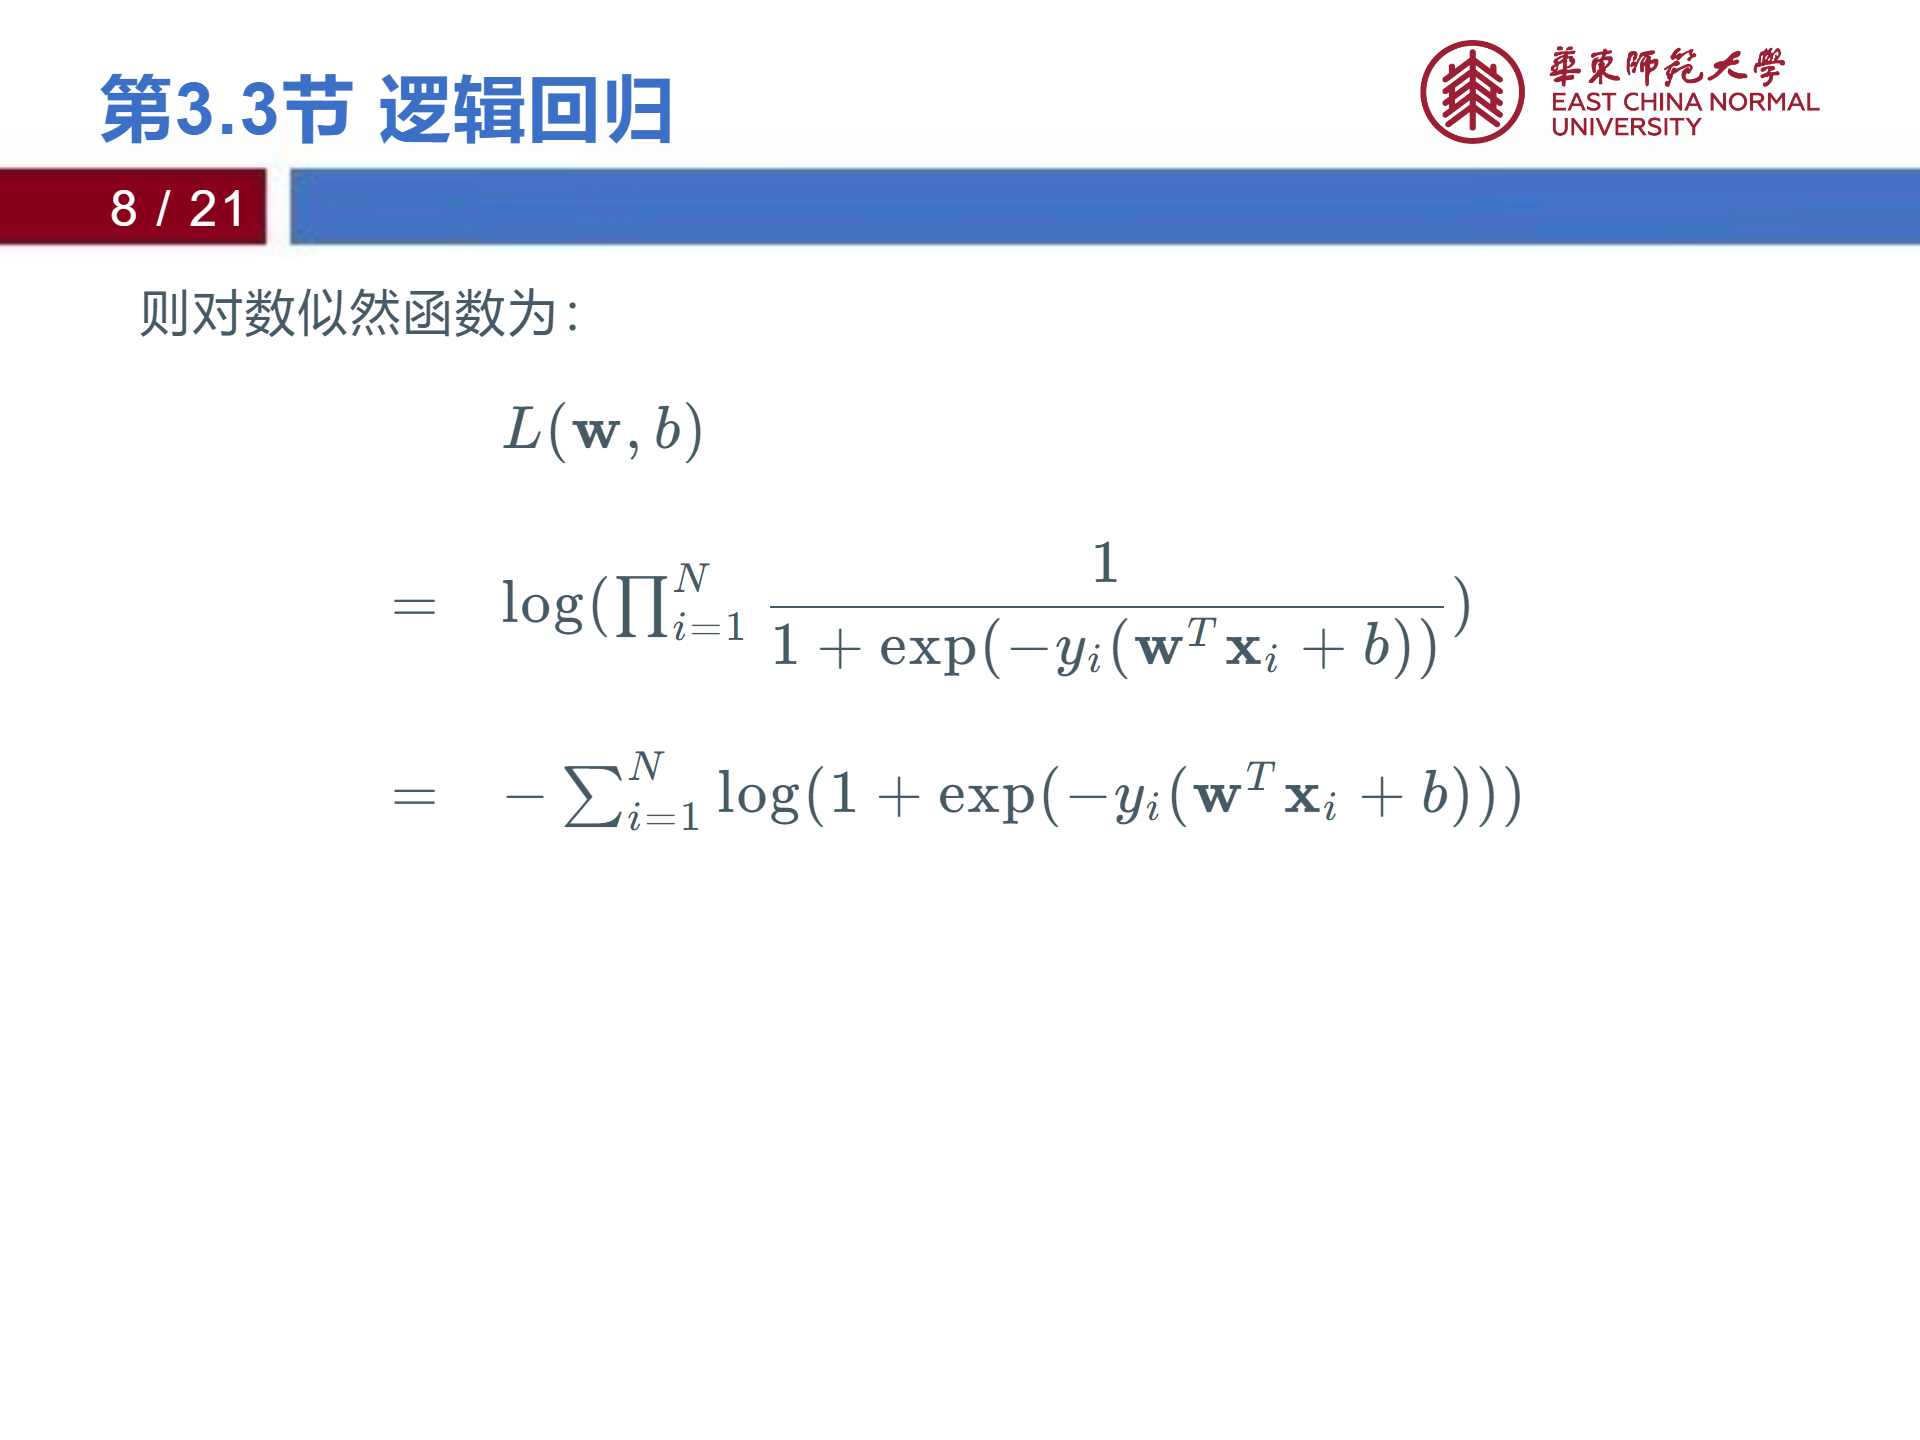 第3.3节 逻辑回归
華東師範大學
EAST CHINA NORMAL
UNIVERSITY
8 / 21
则对数似然函数为：
L(𝐰, b)
= log(∏_{i=1}^{N} \frac{1}{1 + exp(−y_i(𝐰^T 𝐱_i + b))})
= −∑_{i=1}^{N} log(1 + exp(−y_i(𝐰^T 𝐱_i + b)))